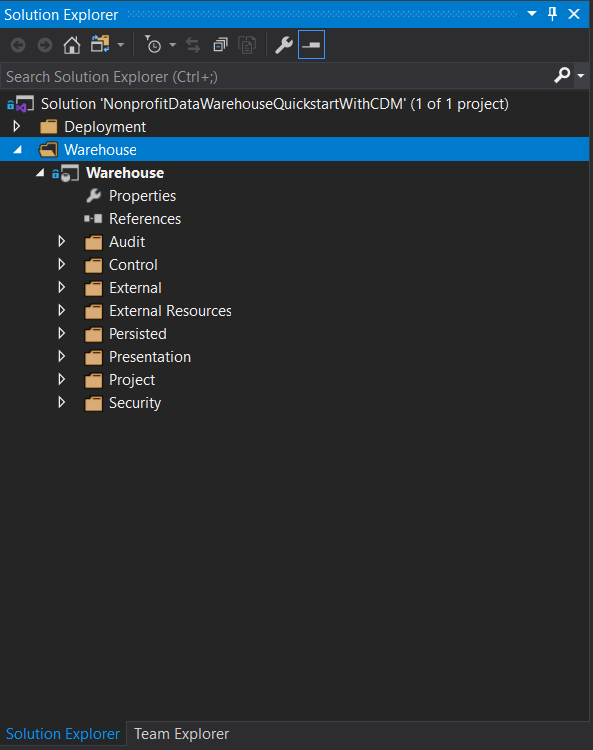 Solution Explorer
Search Solution Explorer (Ctrl+;)
Solution 'NonprofitDataWarehouseQuickstartWithCDM' (1 of 1 project)
Deployment
Warehouse
Warehouse
Properties
References
Audit
Control
External
External Resources
Persisted
Presentation
Project
Security
Solution Explorer Team Explorer